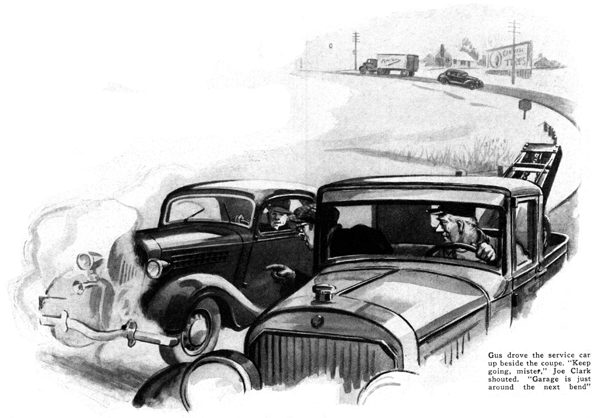 Gus drove the service car
up beside the coupe. "Keep
going, mister," Joe Clark
shouted. "Garage is just
around the next bend"